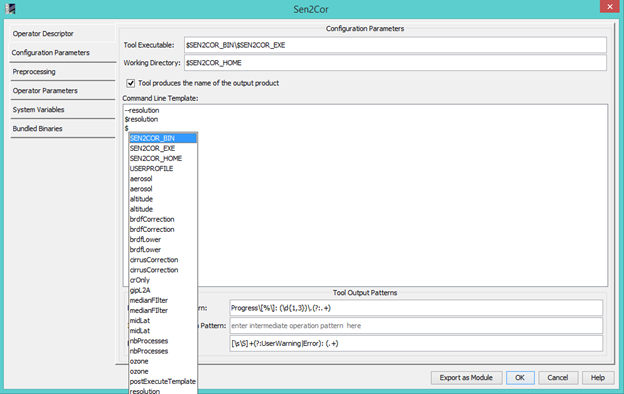 Sen2Cor
Operator Descriptor
Configuration Parameters
Preprocessing
Operator Parameters
System Variables
Bundled Binaries
Configuration Parameters
Tool Executable: $SEN2COR_BIN\$SEN2COR_EXE
Working Directory: $SEN2COR_HOME
Tool produces the name of the output product
Command Line Template:
--resolution
$resolution
$
SEN2COR_BIN
SEN2COR_EXE
SEN2COR_HOME
USERPROFILE
aerosol
aerosol
altitude
altitude
brdfCorrection
brdfCorrection
brdfLower
brdfLower
cirrusCorrection
cirrusCorrection
crOnly
gipL2A
medianFIlter
medianFIlter
midLat
midLat
nbProcesses
nbProcesses
ozone
ozone
postExecuteTemplate
resolution
Tool Output Patterns
rn: Progress\[%\]: (\d{1,3})\.(?:.+)
n Pattern: enter intermediate operation pattern here
[\s\S]+(?:UserWarning|Error): (.+)
Export as Module
OK
Cancel
Help